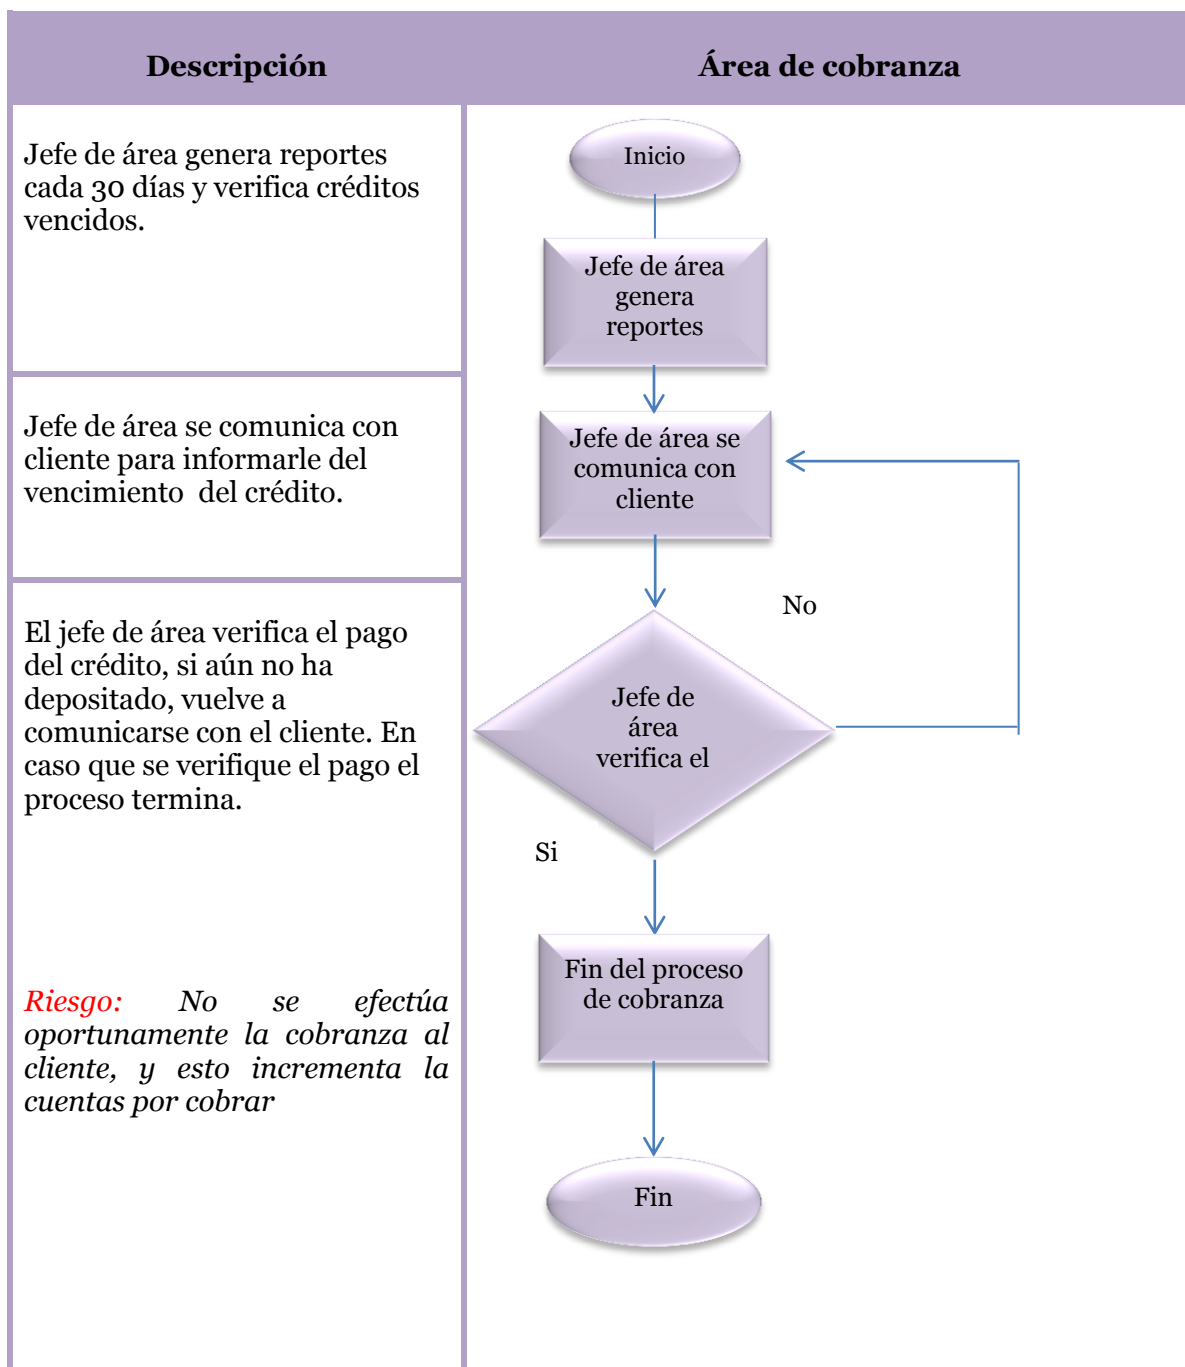 Descripción
Área de cobranza
Jefe de área genera reportes
cada 30 días y verifica créditos
vencidos.
Inicio
Jefe de área
genera
reportes
Jefe de área se comunica con
cliente para informarle del
vencimiento  del crédito.
Jefe de área se
comunica con
cliente
No
El jefe de área verifica el pago
del crédito, si aún no ha
depositado, vuelve a
comunicarse con el cliente. En
caso que se verifique el pago el
proceso termina.
Jefe de
área
verifica el
Si
Riesgo: No se efectúa
oportunamente la cobranza al
cliente, y esto incrementa la
cuentas por cobrar
Fin del proceso
de cobranza
Fin